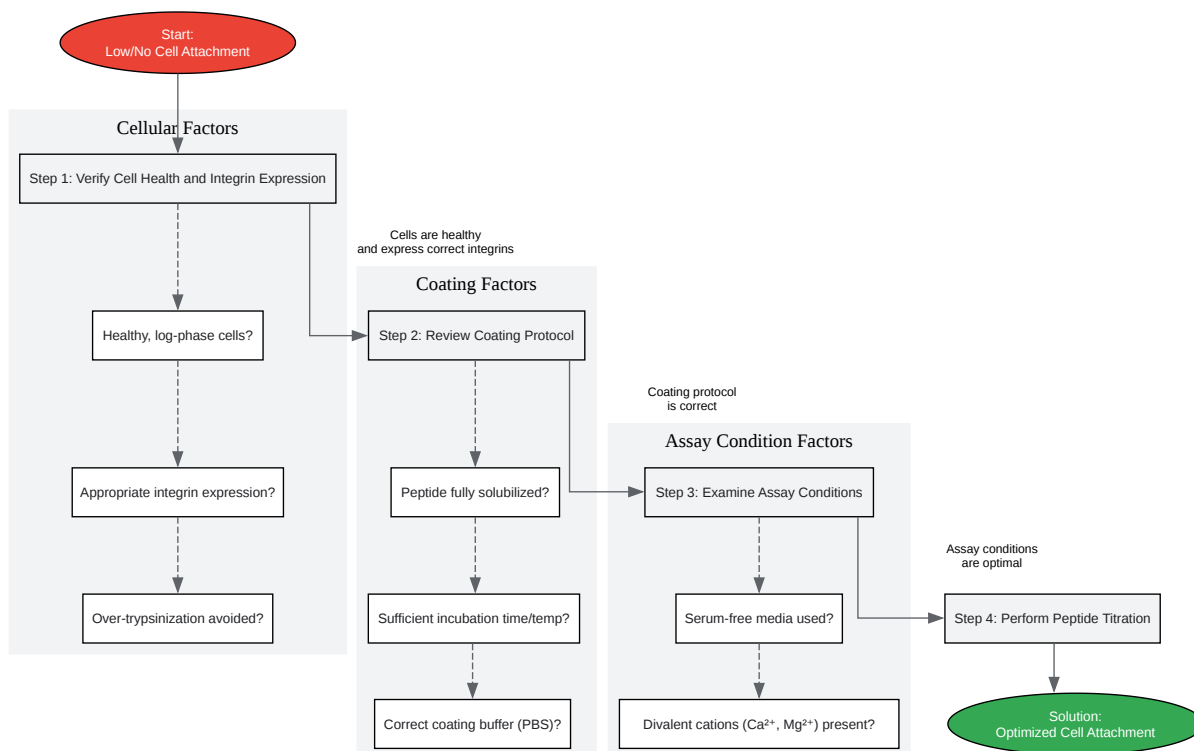 Start:
Low/No Cell Attachment
Cellular Factors
Step 1: Verify Cell Health and Integrin Expression
Healthy, log-phase cells?
Appropriate integrin expression?
Over-trypsinization avoided?
Cells are healthy
and express correct integrins
Coating Factors
Step 2: Review Coating Protocol
Peptide fully solubilized?
Sufficient incubation time/temp?
Correct coating buffer (PBS)?
Coating protocol
is correct
Assay Condition Factors
Step 3: Examine Assay Conditions
Serum-free media used?
Divalent cations (Ca²⁺, Mg²⁺) present?
Assay conditions
are optimal
Step 4: Perform Peptide Titration
Solution:
Optimized Cell Attachment